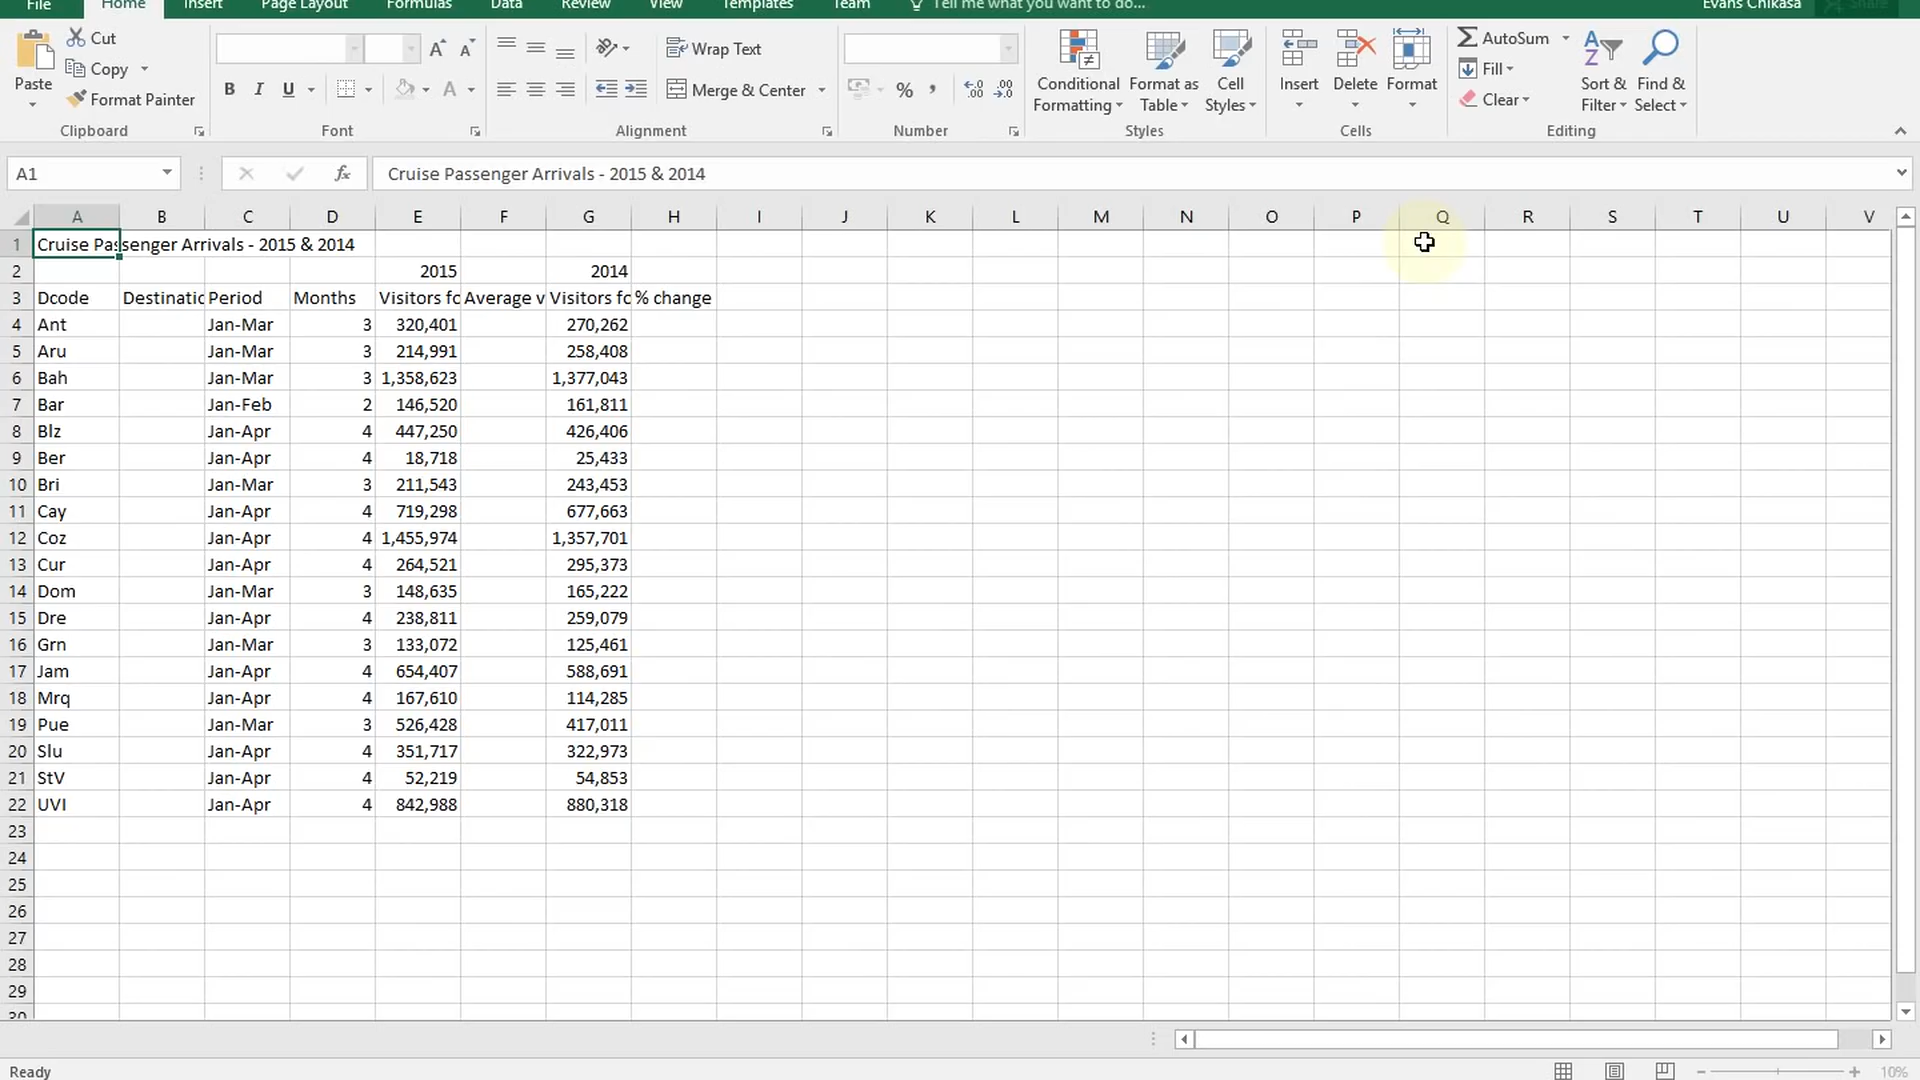 File Home Insert Page Layout Formulas Data Review View Templates Team Tell me what you want to do... Evans Chikasa Share
Paste
Cut
Copy
Format Painter
Clipboard
B I U A
Font
Wrap Text
Merge & Center
Alignment
% , .00
Number
Conditional Formatting
Format as Table
Cell Styles
Styles
Insert
Delete
Format
Cells
AutoSum
Fill
Clear
Sort & Filter
Find & Select
Editing
A1 fx Cruise Passenger Arrivals - 2015 & 2014
A B C D E F G H I J K L M N O P Q R S T U V
1 Cruise Passenger Arrivals - 2015 & 2014
2 2015 2014
3 Dcode Destinatic Period Months Visitors fo Average v Visitors fo % change
4 Ant Jan-Mar 3 320,401 270,262
5 Aru Jan-Mar 3 214,991 258,408
6 Bah Jan-Mar 3 1,358,623 1,377,043
7 Bar Jan-Feb 2 146,520 161,811
8 Blz Jan-Apr 4 447,250 426,406
9 Ber Jan-Apr 4 18,718 25,433
10 Bri Jan-Mar 3 211,543 243,453
11 Cay Jan-Apr 4 719,298 677,663
12 Coz Jan-Apr 4 1,455,974 1,357,701
13 Cur Jan-Apr 4 264,521 295,373
14 Dom Jan-Mar 3 148,635 165,222
15 Dre Jan-Apr 4 238,811 259,079
16 Grn Jan-Mar 3 133,072 125,461
17 Jam Jan-Apr 4 654,407 588,691
18 Mrq Jan-Apr 4 167,610 114,285
19 Pue Jan-Mar 3 526,428 417,011
20 Slu Jan-Apr 4 351,717 322,973
21 StV Jan-Apr 4 52,219 54,853
22 UVI Jan-Apr 4 842,988 880,318
23
24
25
26
27
28
29
30
Ready 10%